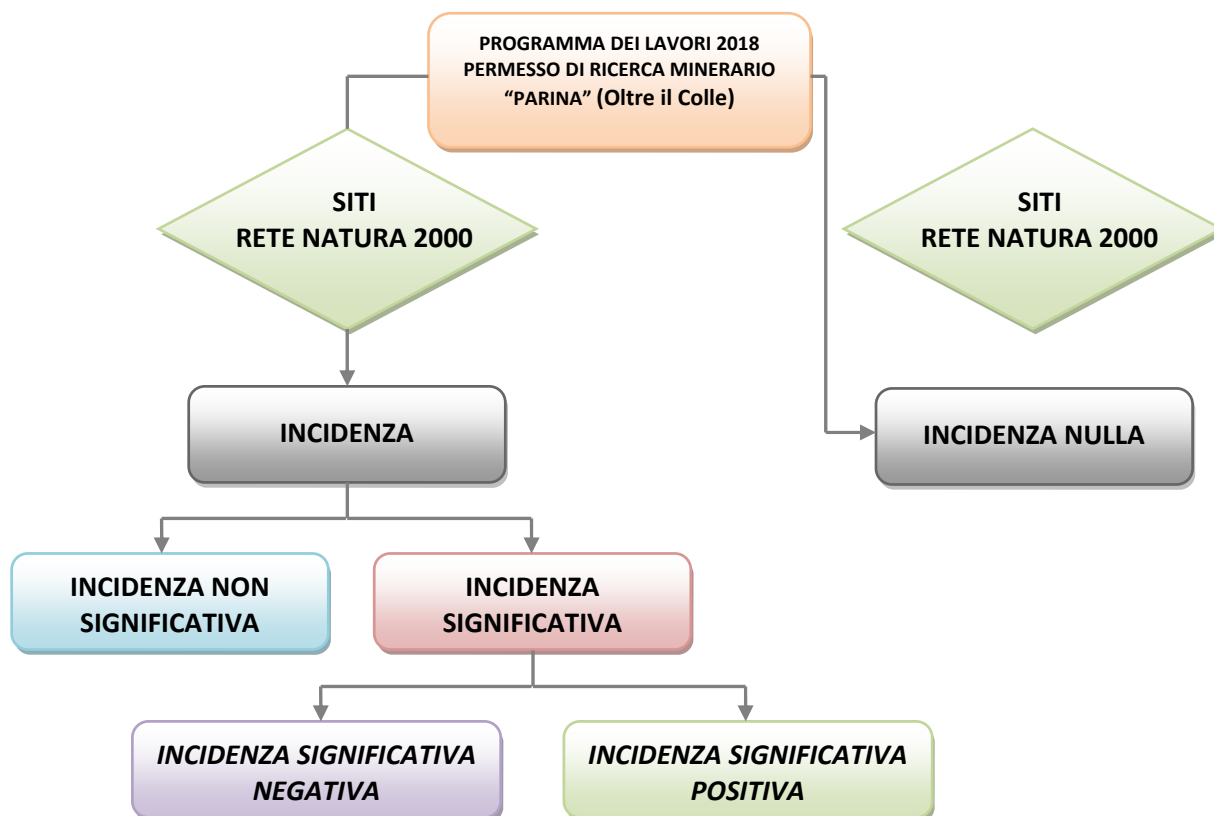 PROGRAMMA DEI LAVORI 2018
PERMESSO DI RICERCA MINERARIO
“PARINA” (Oltre il Colle)
SITI
RETE NATURA 2000
SITI
RETE NATURA 2000
INCIDENZA
INCIDENZA NULLA
INCIDENZA NON
SIGNIFICATIVA
INCIDENZA
SIGNIFICATIVA
INCIDENZA SIGNIFICATIVA
NEGATIVA
INCIDENZA SIGNIFICATIVA
POSITIVA